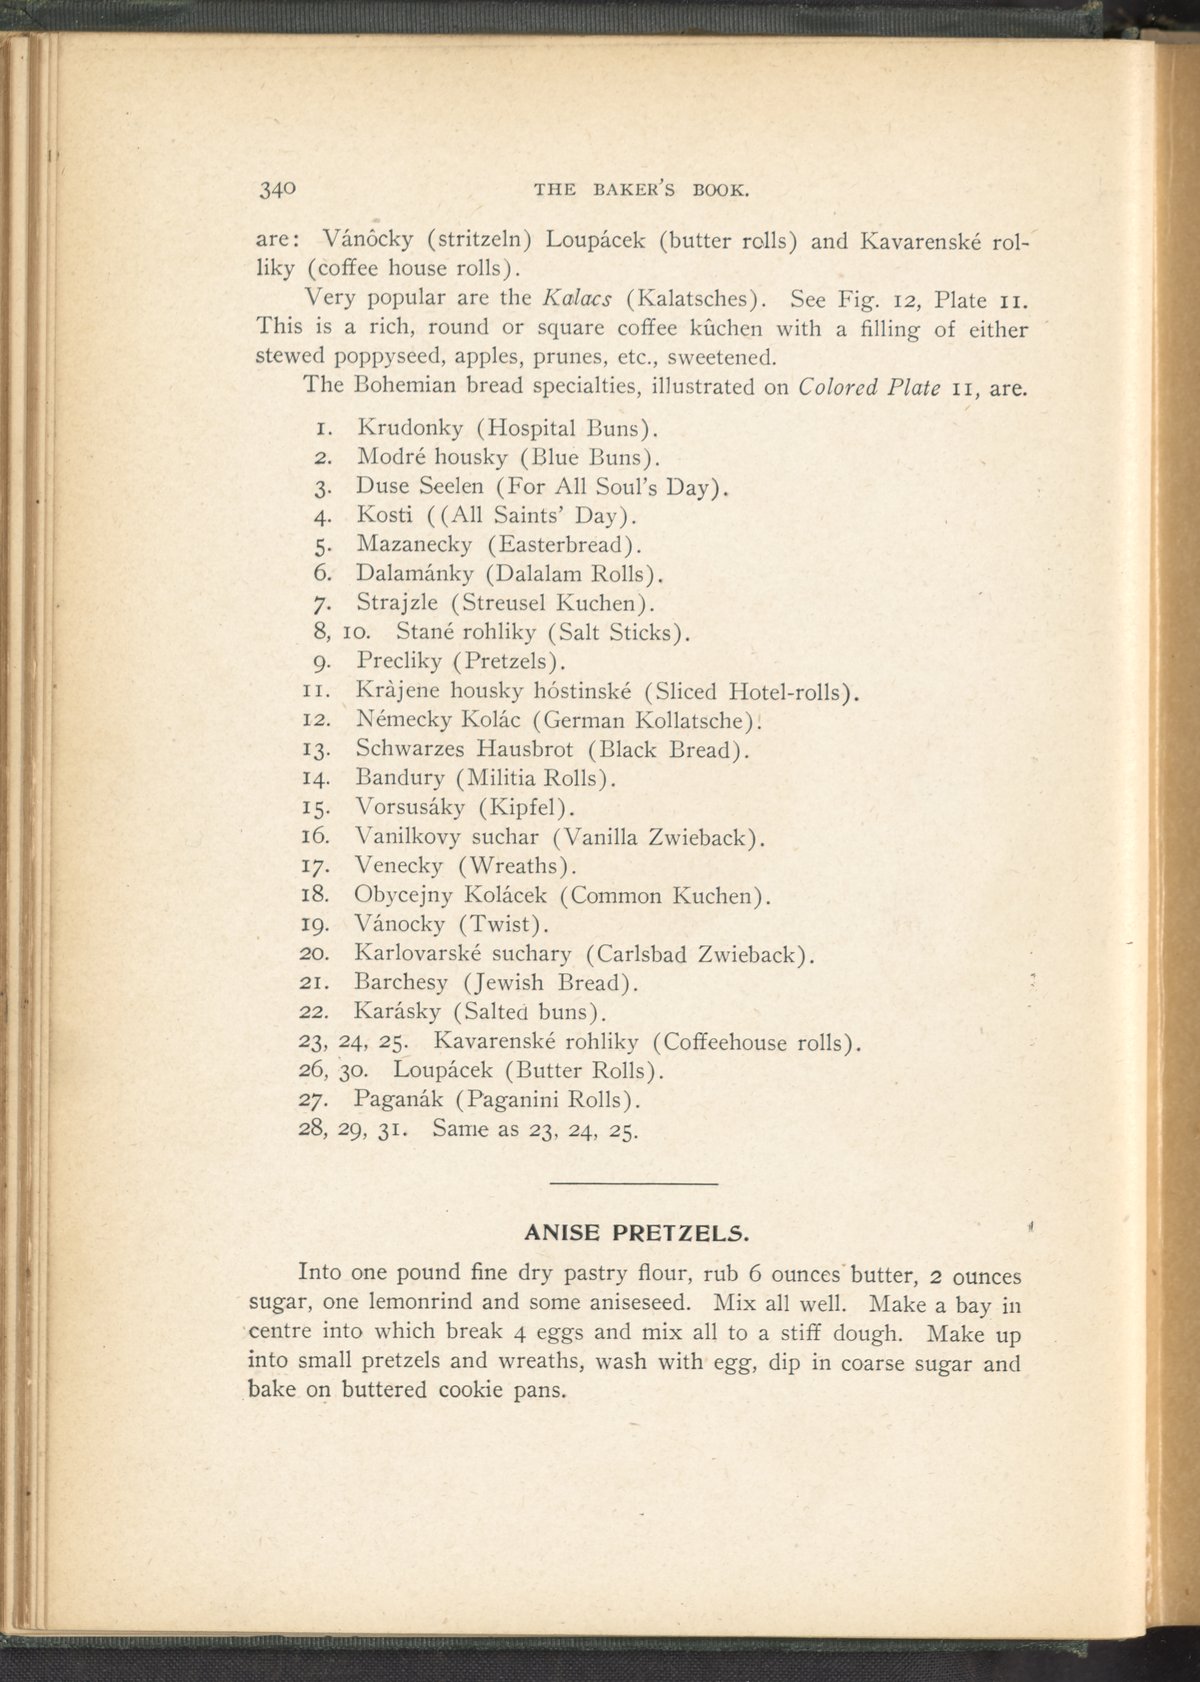 340 THE BAKER'S BOOK.
are: Vánôcky (stritzeln) Loupácek (butter rolls) and Kavarenské rol-
liky (coffee house rolls).
Very popular are the Kalacs (Kalatsches). See Fig. 12, Plate 11.
This is a rich, round or square coffee kûchen with a filling of either
stewed poppyseed, apples, prunes, etc., sweetened.
The Bohemian bread specialties, illustrated on Colored Plate 11, are.
1. Krudonky (Hospital Buns).
2. Modré housky (Blue Buns).
3. Duse Seelen (For All Soul's Day).
4. Kosti ((All Saints' Day).
5. Mazanecky (Easterbread).
6. Dalamánky (Dalalam Rolls).
7. Strajzle (Streusel Kuchen).
8, 10. Stané rohliky (Salt Sticks).
9. Precliky (Pretzels).
11. Kràjene housky hóstinské (Sliced Hotel-rolls).
12. Némecky Kolác (German Kollatsche).
13. Schwarzes Hausbrot (Black Bread).
14. Bandury (Militia Rolls).
15. Vorsusáky (Kipfel).
16. Vanilkovy suchar (Vanilla Zwieback).
17. Venecky (Wreaths).
18. Obycejny Kolácek (Common Kuchen).
19. Vánocky (Twist).
20. Karlovarské suchary (Carlsbad Zwieback).
21. Barchesy (Jewish Bread).
22. Karásky (Salted buns).
23, 24, 25. Kavarenské rohliky (Coffeehouse rolls).
26, 30. Loupácek (Butter Rolls).
27. Paganák (Paganini Rolls).
28, 29, 31. Same as 23, 24, 25.
ANISE PRETZELS.
Into one pound fine dry pastry flour, rub 6 ounces butter, 2 ounces
sugar, one lemonrind and some aniseseed. Mix all well. Make a bay in
centre into which break 4 eggs and mix all to a stiff dough. Make up
into small pretzels and wreaths, wash with egg, dip in coarse sugar and
bake on buttered cookie pans.